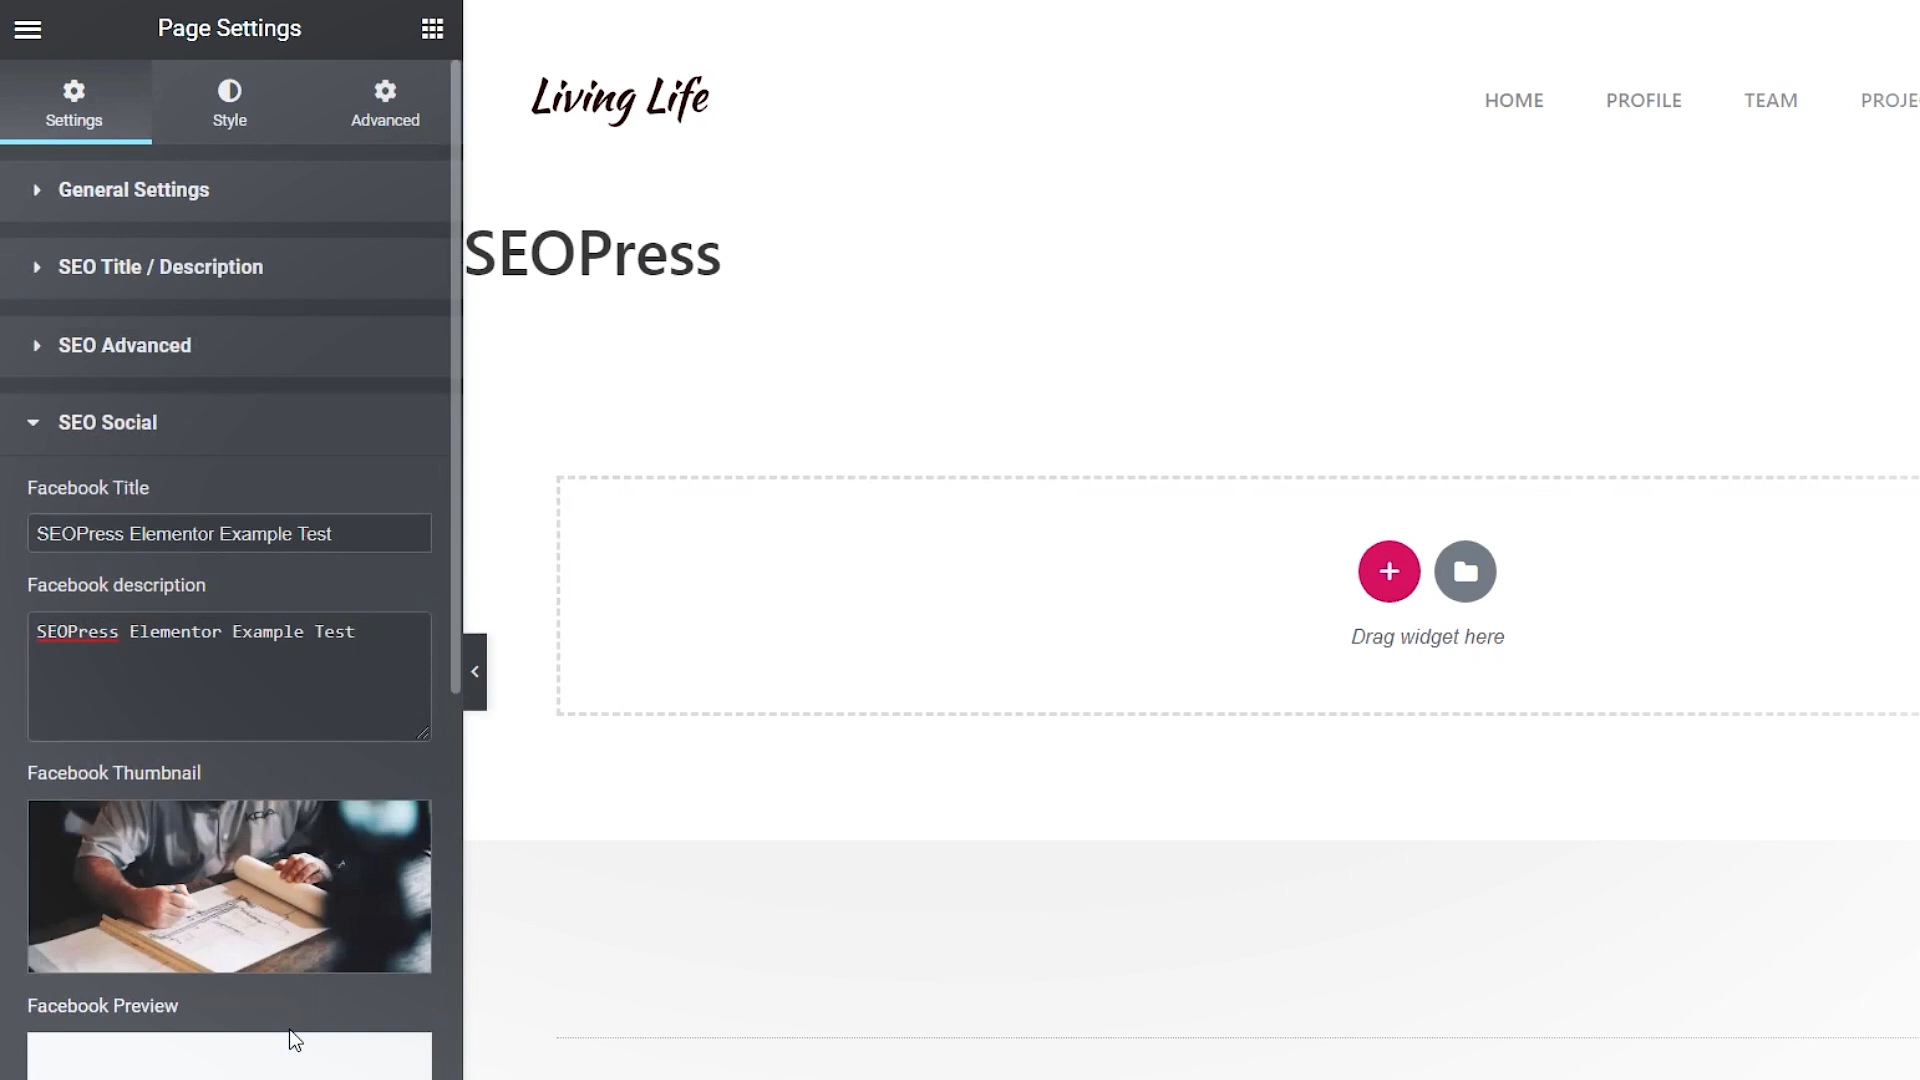 Page Settings
Settings
Style
Advanced
General Settings
SEO Title / Description
SEO Advanced
SEO Social
Facebook Title
SEOPress Elementor Example Test
Facebook description
SEOPress Elementor Example Test
Facebook Thumbnail
Facebook Preview
Living Life
HOME PROFILE TEAM PROJE
SEOPress
Drag widget here